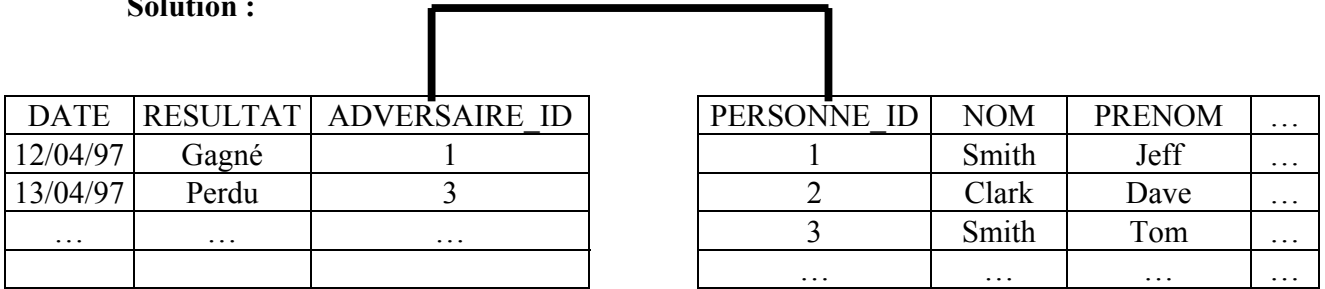 Solution :
DATE RESULTAT ADVERSAIRE_ID PERSONNE_ID NOM PRENOM …
12/04/97 Gagné 1 1 Smith Jeff …
13/04/97 Perdu 3 2 Clark Dave …
… … … 3 Smith Tom …
… … … …